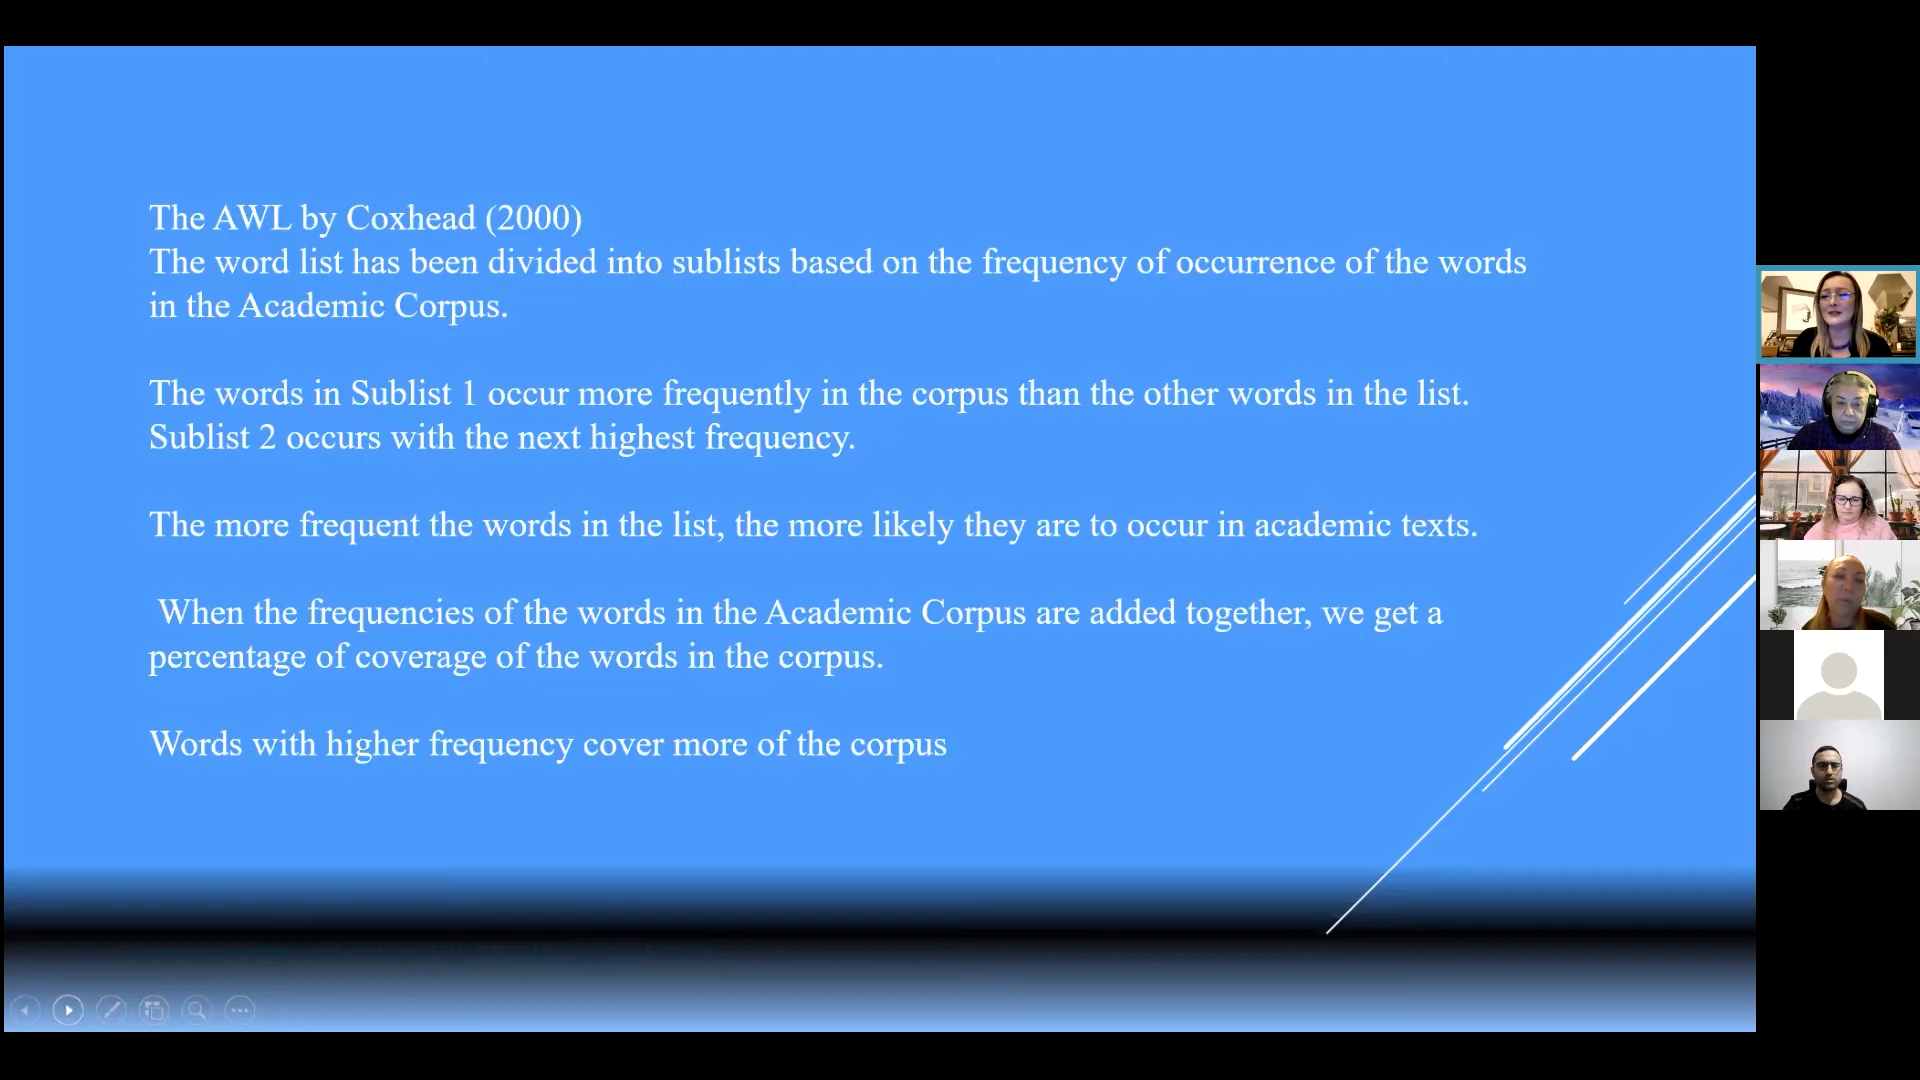 The AWL by Coxhead (2000)
The word list has been divided into sublists based on the frequency of occurrence of the words
in the Academic Corpus.
The words in Sublist 1 occur more frequently in the corpus than the other words in the list.
Sublist 2 occurs with the next highest frequency.
The more frequent the words in the list, the more likely they are to occur in academic texts.
When the frequencies of the words in the Academic Corpus are added together, we get a
percentage of coverage of the words in the corpus.
Words with higher frequency cover more of the corpus